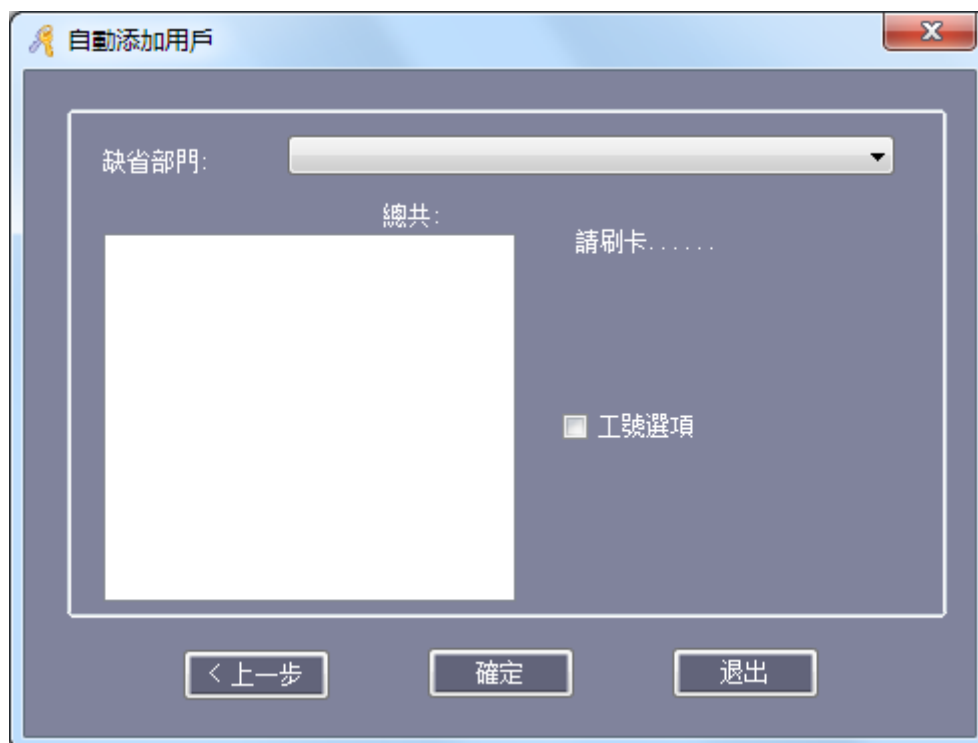 自動添加用戶
缺省部門:
總共:
請刷卡......
工號選項
< 上一步
確定
退出